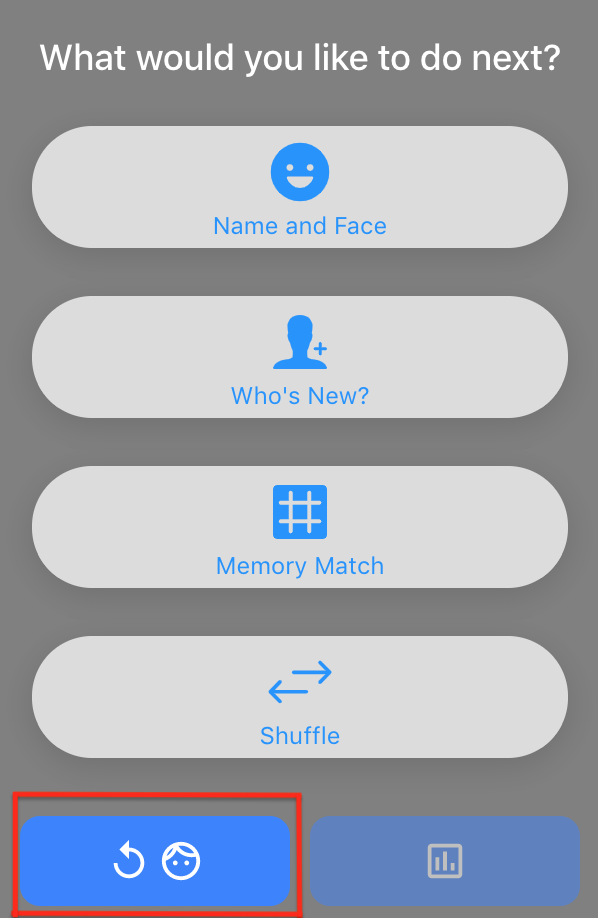 What would you like to do next?
Name and Face
Who's New?
Memory Match
Shuffle